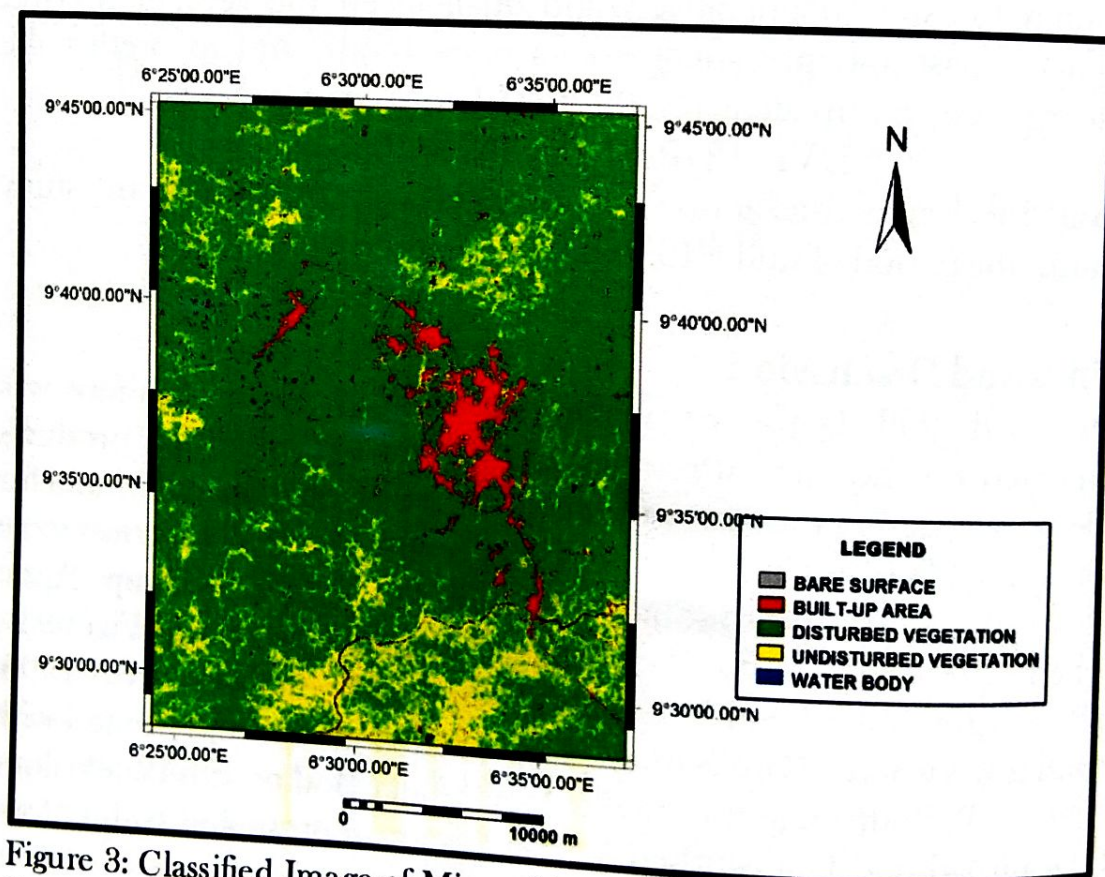 6°25'00.00"E 6°30'00.00"E 6°35'00.00"E
9°45'00.00"N
9°45'00.00"N
N
9°40'00.00"N
9°40'00.00"N
9°35'00.00"N
9°35'00.00"N
LEGEND
BARE SURFACE
BUILT-UP AREA
DISTURBED VEGETATION
UNDISTURBED VEGETATION
WATER BODY
9°30'00.00"N
9°30'00.00"N
6°25'00.00"E 6°30'00.00"E 6°35'00.00"E
0 10000 m
Figure 3: Classified Image of